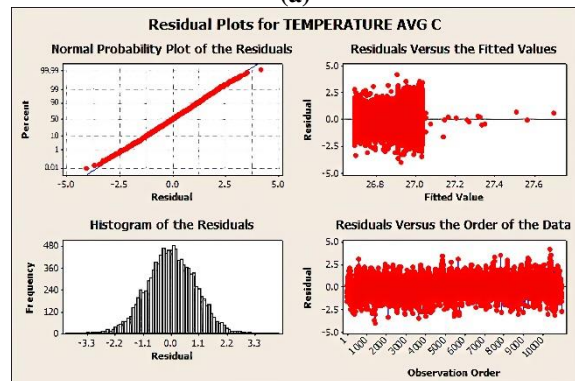 (a)
Residual Plots for TEMPERATURE AVG C
Normal Probability Plot of the Residuals
99.99
99
90
50
10
1
0.01
Percent
-5.0 -2.5 0.0 2.5 5.0
Residual
Residuals Versus the Fitted Values
5.0
2.5
0.0
-2.5
-5.0
Residual
26.8 27.0 27.2 27.4 27.6
Fitted Value
Histogram of the Residuals
480
360
240
120
0
Frequency
-3.3 -2.2 -1.1 0.0 1.1 2.2 3.3
Residual
Residuals Versus the Order of the Data
5.0
2.5
0.0
-2.5
-5.0
Residual
1 1000 2000 3000 4000 5000 6000 7000 8000 9000 10000
Observation Order